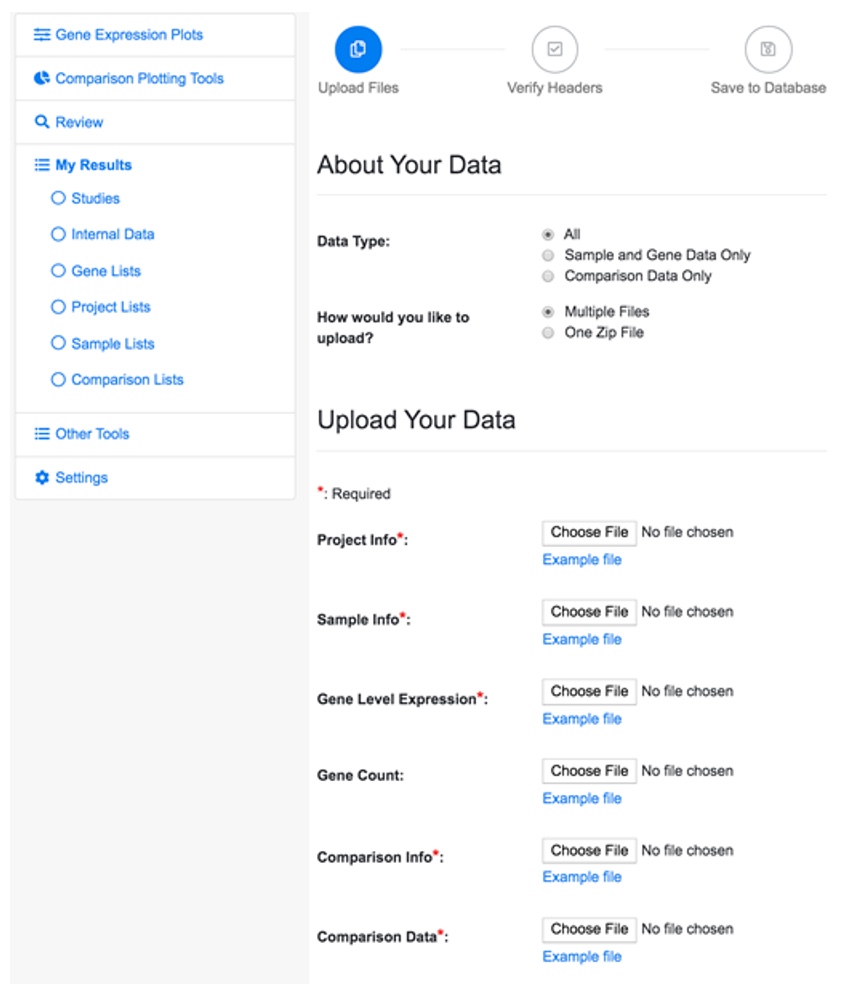 Gene Expression Plots
Comparison Plotting Tools
Review
My Results
Studies
Internal Data
Gene Lists
Project Lists
Sample Lists
Comparison Lists
Other Tools
Settings
Upload Files
Verify Headers
Save to Database
About Your Data
Data Type:
All
Sample and Gene Data Only
Comparison Data Only
How would you like to
upload?
Multiple Files
One Zip File
Upload Your Data
*: Required
Project Info*:
Choose File No file chosen
Example file
Sample Info*:
Choose File No file chosen
Example file
Gene Level Expression*:
Choose File No file chosen
Example file
Gene Count:
Choose File No file chosen
Example file
Comparison Info*:
Choose File No file chosen
Example file
Comparison Data*:
Choose File No file chosen
Example file